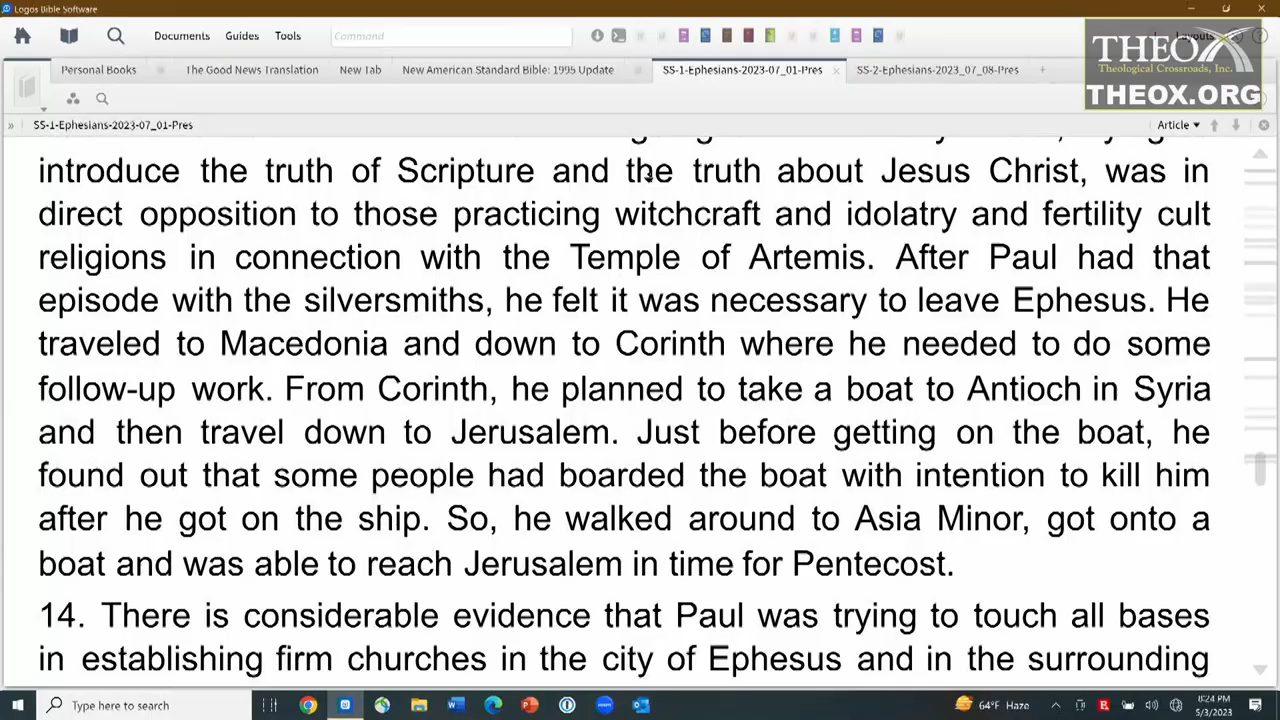 Logos Bible Software
Documents Guides Tools Command Layouts
THEOX
Theological Crossroads, Inc.
THEOX.ORG
Personal Books The Good News Translation New Tab New American Standard Bible: 1995 Update SS-1-Ephesians-2023-07_01-Pres SS-2-Ephesians-2023_07_08-Pres +
» SS-1-Ephesians-2023-07_01-Pres Article
introduce the truth of Scripture and the truth about Jesus Christ, was in
direct opposition to those practicing witchcraft and idolatry and fertility cult
religions in connection with the Temple of Artemis. After Paul had that
episode with the silversmiths, he felt it was necessary to leave Ephesus. He
traveled to Macedonia and down to Corinth where he needed to do some
follow-up work. From Corinth, he planned to take a boat to Antioch in Syria
and then travel down to Jerusalem. Just before getting on the boat, he
found out that some people had boarded the boat with intention to kill him
after he got on the ship. So, he walked around to Asia Minor, got onto a
boat and was able to reach Jerusalem in time for Pentecost.
14. There is considerable evidence that Paul was trying to touch all bases
in establishing firm churches in the city of Ephesus and in the surrounding
Type here to search 64°F Haze 8:24 PM
5/3/2023